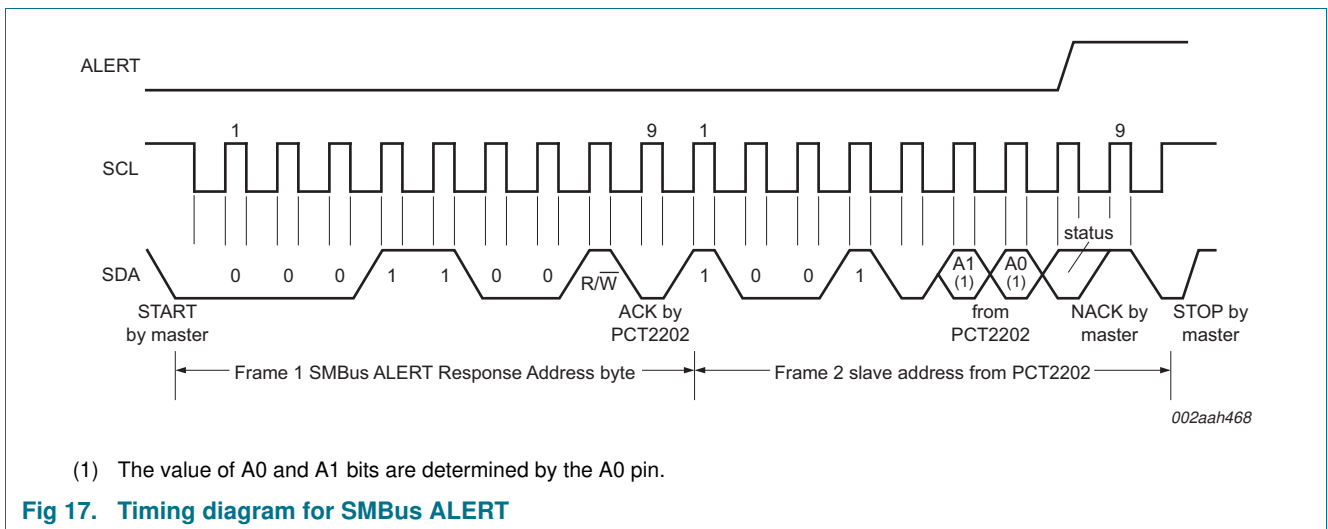 ALERT
1 9 1 9
SCL
status
SDA 0 0 0 1 1 0 0 R/W 1 0 0 1 A1 (1) A0 (1)
START by master
ACK by PCT2202
from PCT2202
NACK by master
STOP by master
Frame 1 SMBus ALERT Response Address byte
Frame 2 slave address from PCT2202
002aah468
(1) The value of A0 and A1 bits are determined by the A0 pin.
Fig 17. Timing diagram for SMBus ALERT